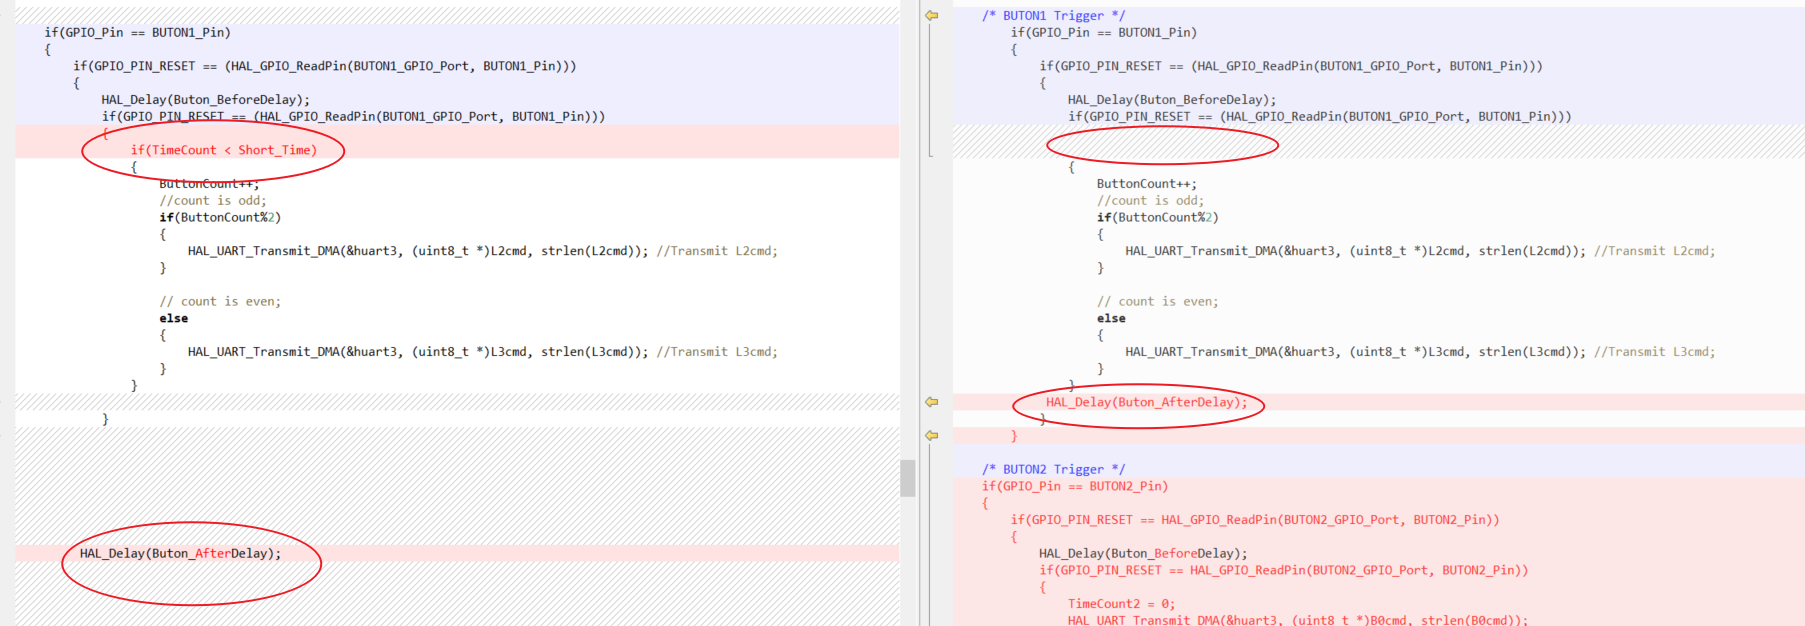 if(GPIO_Pin == BUTON1_Pin)
{
if(GPIO_PIN_RESET == (HAL_GPIO_ReadPin(BUTON1_GPIO_Port, BUTON1_Pin)))
{
HAL_Delay(Buton_BeforeDelay);
if(GPIO_PIN_RESET == (HAL_GPIO_ReadPin(BUTON1_GPIO_Port, BUTON1_Pin)))
{
if(TimeCount < Short_Time)
{
ButtonCount++;
//count is odd;
if(ButtonCount%2)
{
HAL_UART_Transmit_DMA(&huart3, (uint8_t *)L2cmd, strlen(L2cmd)); //Transmit L2cmd;
}
// count is even;
else
{
HAL_UART_Transmit_DMA(&huart3, (uint8_t *)L3cmd, strlen(L3cmd)); //Transmit L3cmd;
}
}
}
HAL_Delay(Buton_AfterDelay);
/* BUTON1 Trigger */
if(GPIO_Pin == BUTON1_Pin)
{
if(GPIO_PIN_RESET == (HAL_GPIO_ReadPin(BUTON1_GPIO_Port, BUTON1_Pin)))
{
HAL_Delay(Buton_BeforeDelay);
if(GPIO_PIN_RESET == (HAL_GPIO_ReadPin(BUTON1_GPIO_Port, BUTON1_Pin)))
{
ButtonCount++;
//count is odd;
if(ButtonCount%2)
{
HAL_UART_Transmit_DMA(&huart3, (uint8_t *)L2cmd, strlen(L2cmd)); //Transmit L2cmd;
}
// count is even;
else
{
HAL_UART_Transmit_DMA(&huart3, (uint8_t *)L3cmd, strlen(L3cmd)); //Transmit L3cmd;
}
}
HAL_Delay(Buton_AfterDelay);
}
}
/* BUTON2 Trigger */
if(GPIO_Pin == BUTON2_Pin)
{
if(GPIO_PIN_RESET == HAL_GPIO_ReadPin(BUTON2_GPIO_Port, BUTON2_Pin))
{
HAL_Delay(Buton_BeforeDelay);
if(GPIO_PIN_RESET == HAL_GPIO_ReadPin(BUTON2_GPIO_Port, BUTON2_Pin))
{
TimeCount2 = 0;
HAL_UART_Transmit_DMA(&huart3, (uint8_t *)B0cmd, strlen(B0cmd));